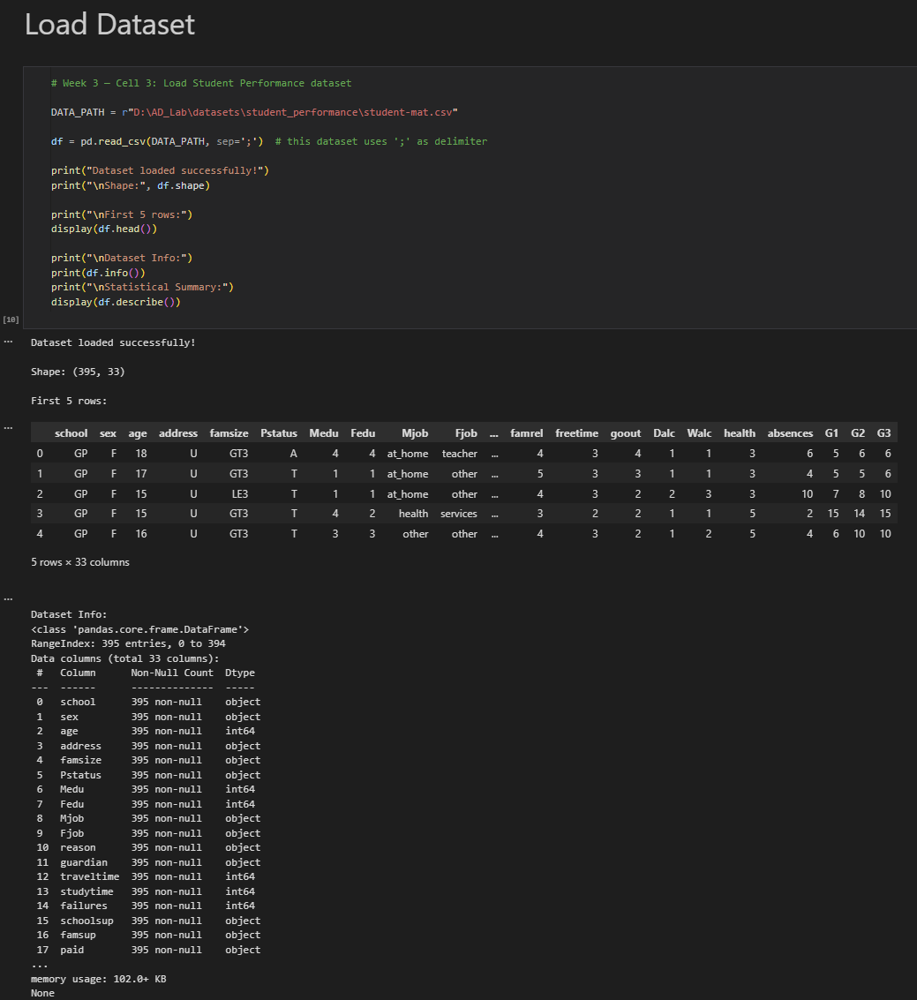 Load Dataset
# Week 3 — Cell 3: Load Student Performance dataset
DATA_PATH = r"D:\AD_Lab\datasets\student_performance\student-mat.csv"
df = pd.read_csv(DATA_PATH, sep=';')  # this dataset uses ';' as delimiter
print("Dataset loaded successfully!")
print("\nShape:", df.shape)
print("\nFirst 5 rows:")
display(df.head())
print("\nDataset Info:")
print(df.info())
print("\nStatistical Summary:")
display(df.describe())
[10]
... Dataset loaded successfully!
Shape: (395, 33)
First 5 rows:
...
school sex age address famsize Pstatus Medu Fedu Mjob Fjob ... famrel freetime goout Dalc Walc health absences G1 G2 G3
0 GP F 18 U GT3 A 4 4 at_home teacher ... 4 3 4 1 1 3 6 5 6 6
1 GP F 17 U GT3 T 1 1 at_home other ... 5 3 3 1 1 3 4 5 5 6
2 GP F 15 U LE3 T 1 1 at_home other ... 4 3 2 2 3 3 10 7 8 10
3 GP F 15 U GT3 T 4 2 health services ... 3 2 2 1 1 5 2 15 14 15
4 GP F 16 U GT3 T 3 3 other other ... 4 3 2 1 2 5 4 6 10 10
5 rows × 33 columns
...
Dataset Info:
<class 'pandas.core.frame.DataFrame'>
RangeIndex: 395 entries, 0 to 394
Data columns (total 33 columns):
 #   Column      Non-Null Count  Dtype
---  ------      --------------  -----
 0   school      395 non-null    object
 1   sex         395 non-null    object
 2   age         395 non-null    int64
 3   address     395 non-null    object
 4   famsize     395 non-null    object
 5   Pstatus     395 non-null    object
 6   Medu        395 non-null    int64
 7   Fedu        395 non-null    int64
 8   Mjob        395 non-null    object
 9   Fjob        395 non-null    object
 10  reason      395 non-null    object
 11  guardian    395 non-null    object
 12  traveltime  395 non-null    int64
 13  studytime   395 non-null    int64
 14  failures    395 non-null    int64
 15  schoolsup   395 non-null    object
 16  famsup      395 non-null    object
 17  paid        395 non-null    object
...
memory usage: 102.0+ KB
None